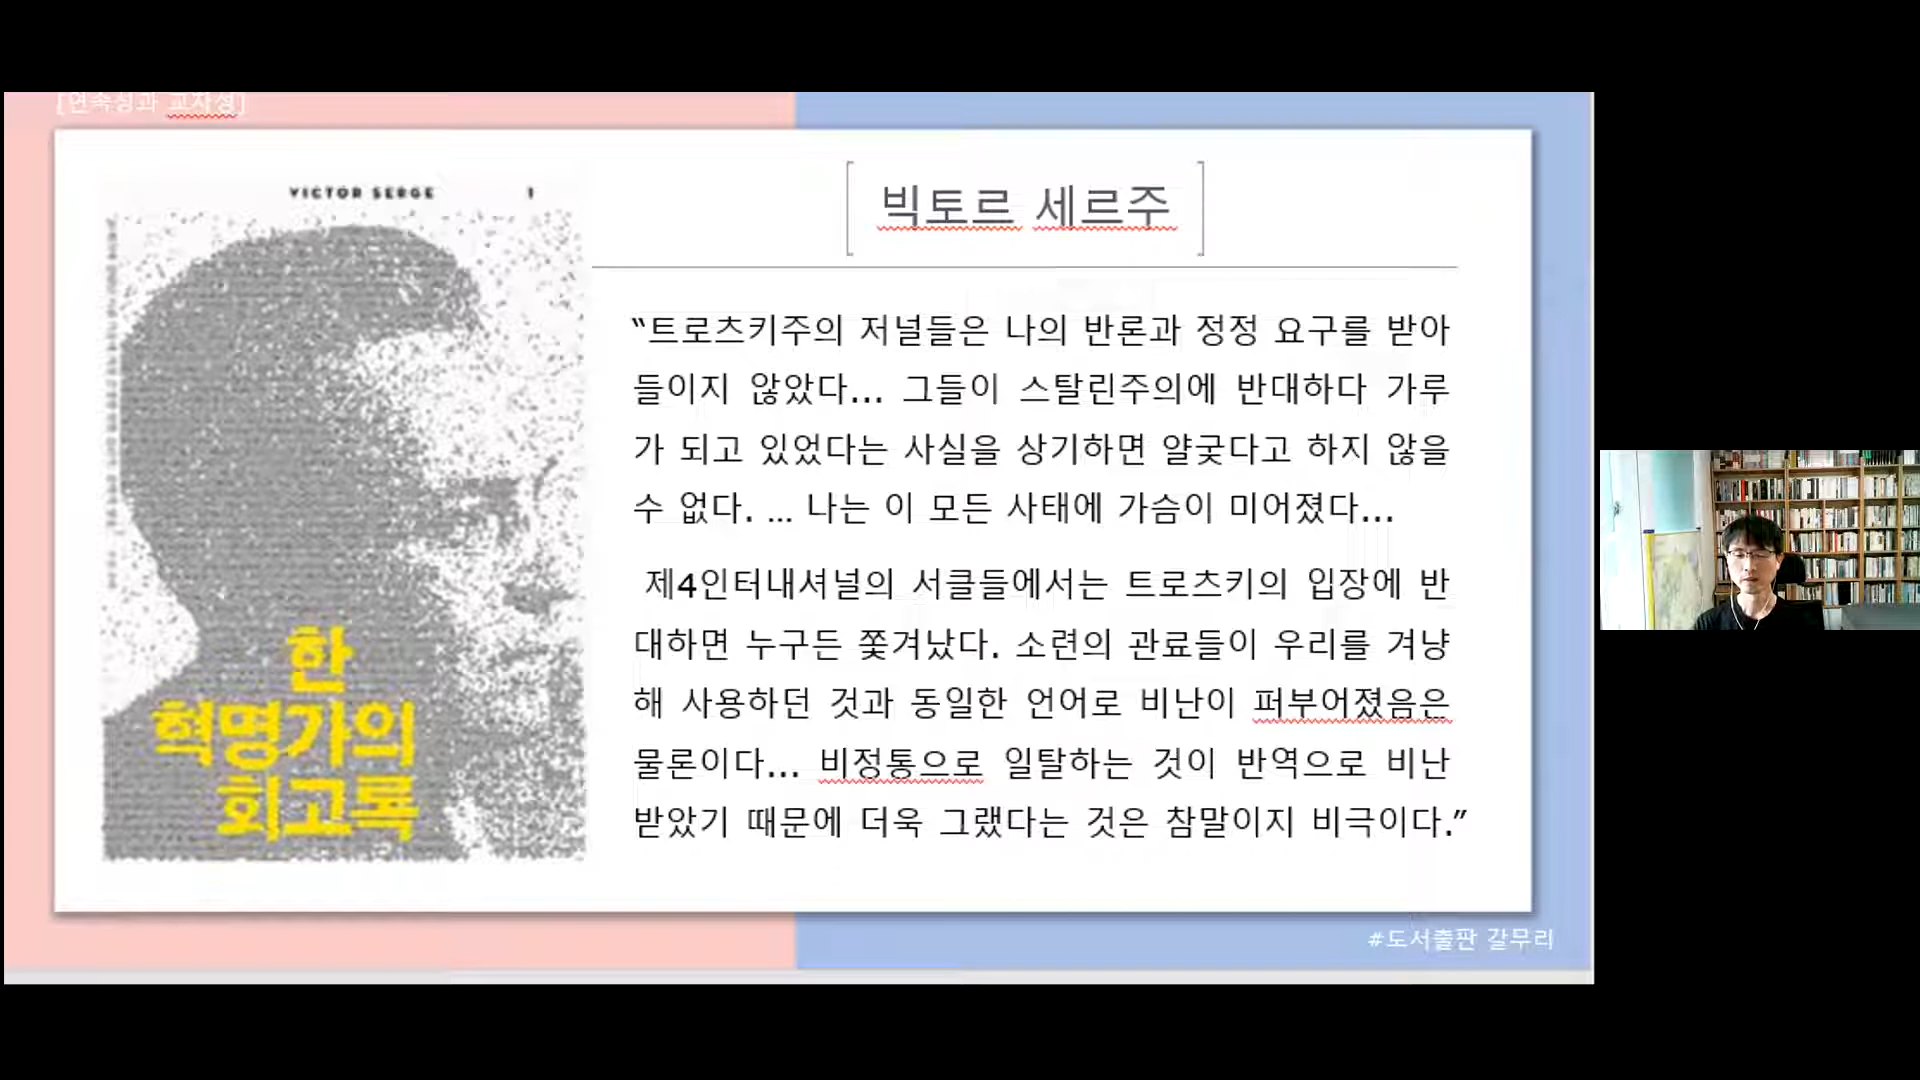 [연속성과 교차성]
VICTOR SERGE 1
한
혁명가의
회고록
빅토르 세르주
“트로츠키주의 저널들은 나의 반론과 정정 요구를 받아
들이지 않았다... 그들이 스탈린주의에 반대하다 가루
가 되고 있었다는 사실을 상기하면 얄궂다고 하지 않을
수 없다. ... 나는 이 모든 사태에 가슴이 미어졌다...
제4인터내셔널의 서클들에서는 트로츠키의 입장에 반
대하면 누구든 쫓겨났다. 소련의 관료들이 우리를 겨냥
해 사용하던 것과 동일한 언어로 비난이 퍼부어졌음은
물론이다... 비정통으로 일탈하는 것이 반역으로 비난
받았기 때문에 더욱 그랬다는 것은 참말이지 비극이다.”
#도서출판 갈무리